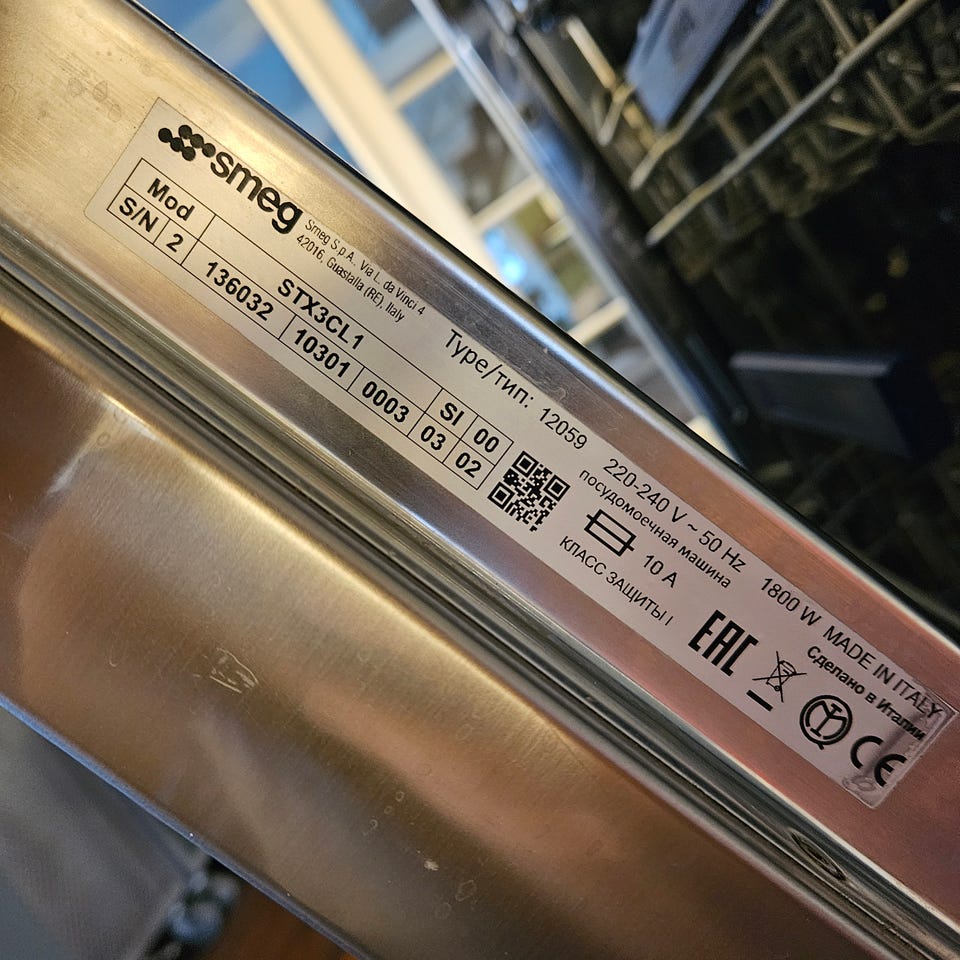 smeg
Smeg S.p.A. Via L. da Vinci 4
42016, Guastalla (RE), Italy
Mod STX3CL1 SI 00
S/N 2 136032 10301 0003 03 02
Type/тип: 12059
220-240 V ~ 50 Hz 1800 W MADE IN ITALY
посудомоечная машина Сделано в Италии
10 A
КЛАСС ЗАЩИТЫ I
EAC
CE